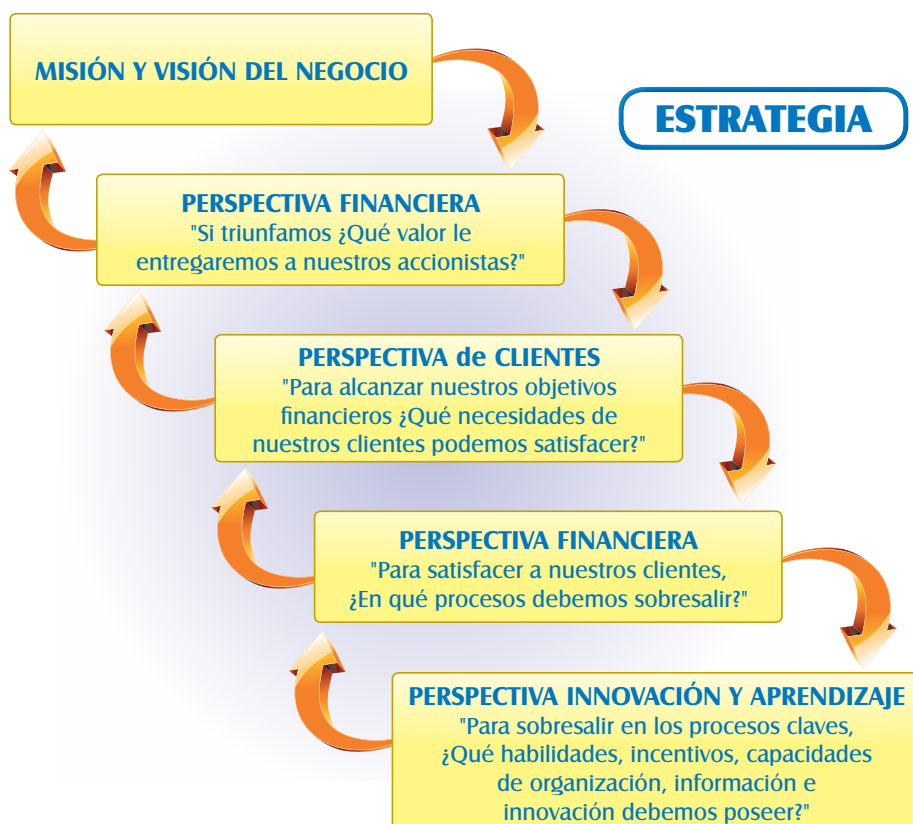 MISIÓN Y VISIÓN DEL NEGOCIO
ESTRATEGIA
PERSPECTIVA FINANCIERA
"Si triunfamos ¿Qué valor le
entregaremos a nuestros accionistas?"
PERSPECTIVA de CLIENTES
"Para alcanzar nuestros objetivos
financieros ¿Qué necesidades de
nuestros clientes podemos satisfacer?"
PERSPECTIVA FINANCIERA
"Para satisfacer a nuestros clientes,
¿En qué procesos debemos sobresalir?"
PERSPECTIVA INNOVACIÓN Y APRENDIZAJE
"Para sobresalir en los procesos claves,
¿Qué habilidades, incentivos, capacidades
de organización, información e
innovación debemos poseer?"